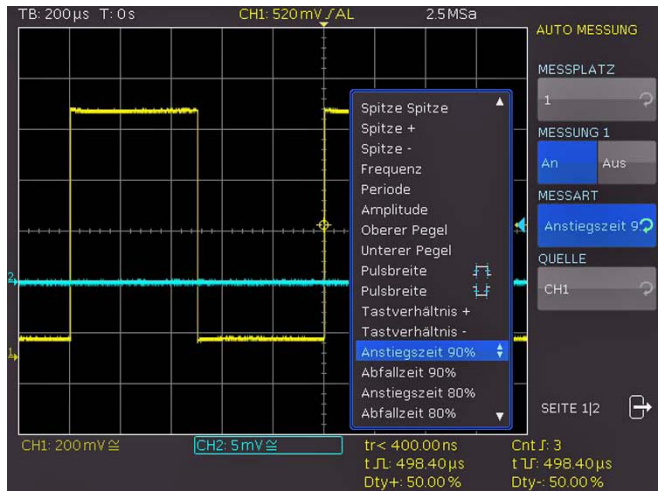 TB: 200µs T: 0s CH1: 520mV ⎍AL 2.5MSa
AUTO MESSUNG
MESSPLATZ
1
MESSUNG 1
An Aus
MESSART
Anstiegszeit 9
QUELLE
CH1
SEITE 1|2
Spitze Spitze
Spitze +
Spitze -
Frequenz
Periode
Amplitude
Oberer Pegel
Unterer Pegel
Pulsbreite
Pulsbreite
Tastverhältnis +
Tastverhältnis -
Anstiegszeit 90%
Abfallzeit 90%
Anstiegszeit 80%
Abfallzeit 80%
2
1
CH1: 200mV≅ CH2: 5mV≅
tr< 400.00ns Cnt ⎍: 3
t ⎍: 498.40µs t ⎍: 498.40µs
Dty+: 50.00% Dty-: 50.00%